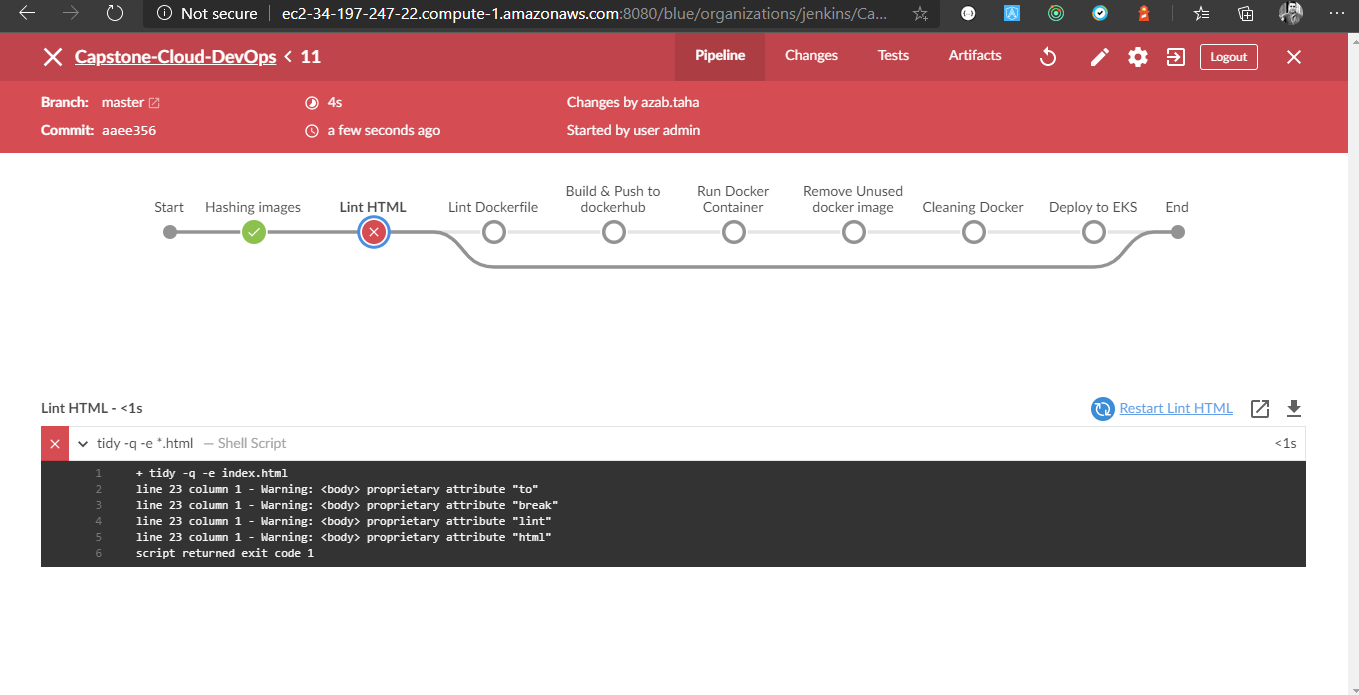 Not secure ec2-34-197-247-22.compute-1.amazonaws.com:8080/blue/organizations/jenkins/Ca...
Capstone-Cloud-DevOps < 11 Pipeline Changes Tests Artifacts Logout
Branch: master 4s Changes by azab.taha
Commit: aaee356 a few seconds ago Started by user admin
Start Hashing images Lint HTML Lint Dockerfile Build & Push to dockerhub Run Docker Container Remove Unused docker image Cleaning Docker Deploy to EKS End
Lint HTML - <1s Restart Lint HTML
tidy -q -e *.html — Shell Script <1s
1 + tidy -q -e index.html
2 line 23 column 1 - Warning: <body> proprietary attribute "to"
3 line 23 column 1 - Warning: <body> proprietary attribute "break"
4 line 23 column 1 - Warning: <body> proprietary attribute "lint"
5 line 23 column 1 - Warning: <body> proprietary attribute "html"
6 script returned exit code 1